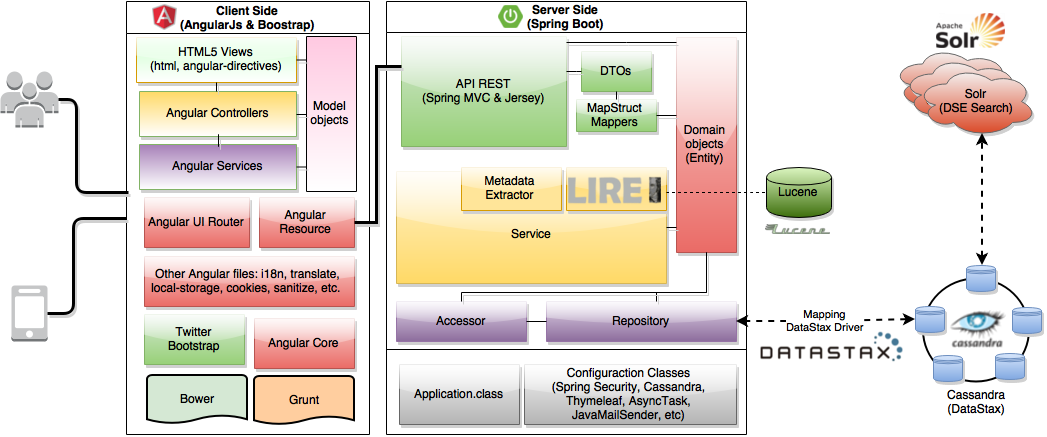 Client Side
(AngularJs & Boostrap)
HTML5 Views
(html, angular-directives)
Angular Controllers
Angular Services
Model
objects
Angular UI Router
Angular
Resource
Other Angular files: i18n, translate,
local-storage, cookies, sanitize, etc.
Twitter
Bootstrap
Angular Core
Bower
Grunt
Server Side
(Spring Boot)
API REST
(Spring MVC & Jersey)
DTOs
MapStruct
Mappers
Domain
objects
(Entity)
Metadata
Extractor
LIRE
Service
Accessor
Repository
Application.class
Configuraction Classes
(Spring Security, Cassandra,
Thymeleaf, AsyncTask,
JavaMailSender, etc)
Lucene
Lucene
Apache
Solr
Solr
(DSE Search)
Mapping
DataStax Driver
DATASTAX
cassandra
Cassandra
(DataStax)